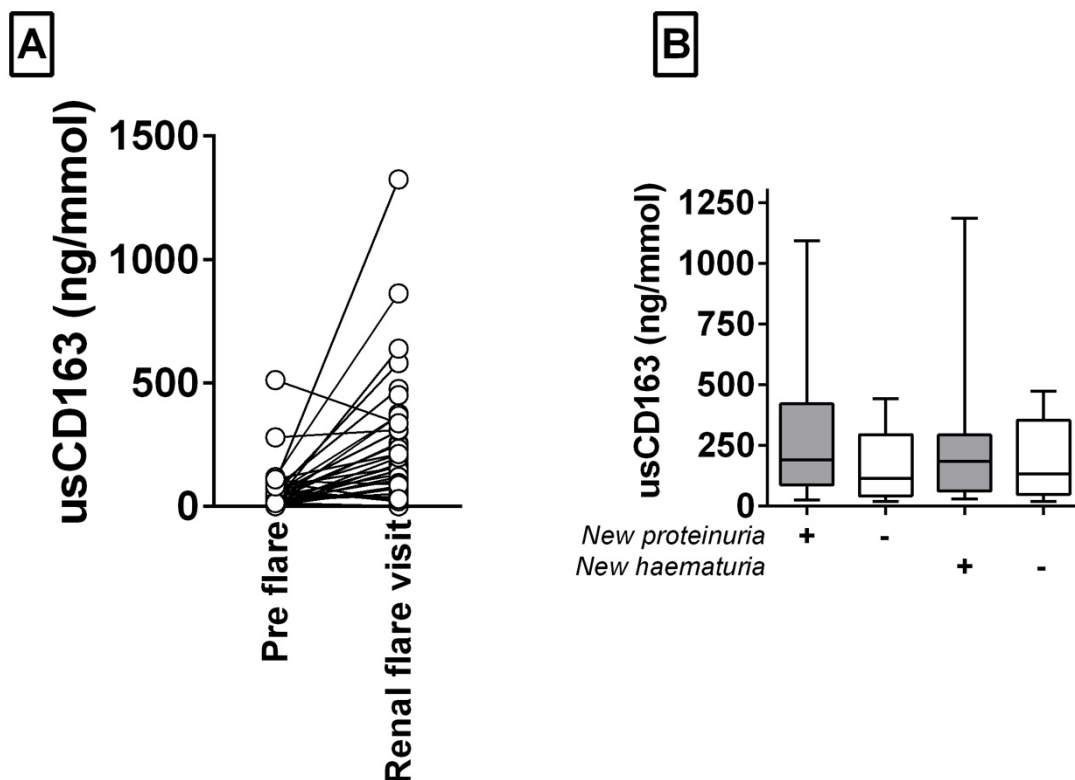 A
usCD163 (ng/mmol)
1500
1000
500
0
Pre flare
Renal flare visit
B
usCD163 (ng/mmol)
1250
1000
750
500
250
0
New proteinuria + -
New haematuria + -